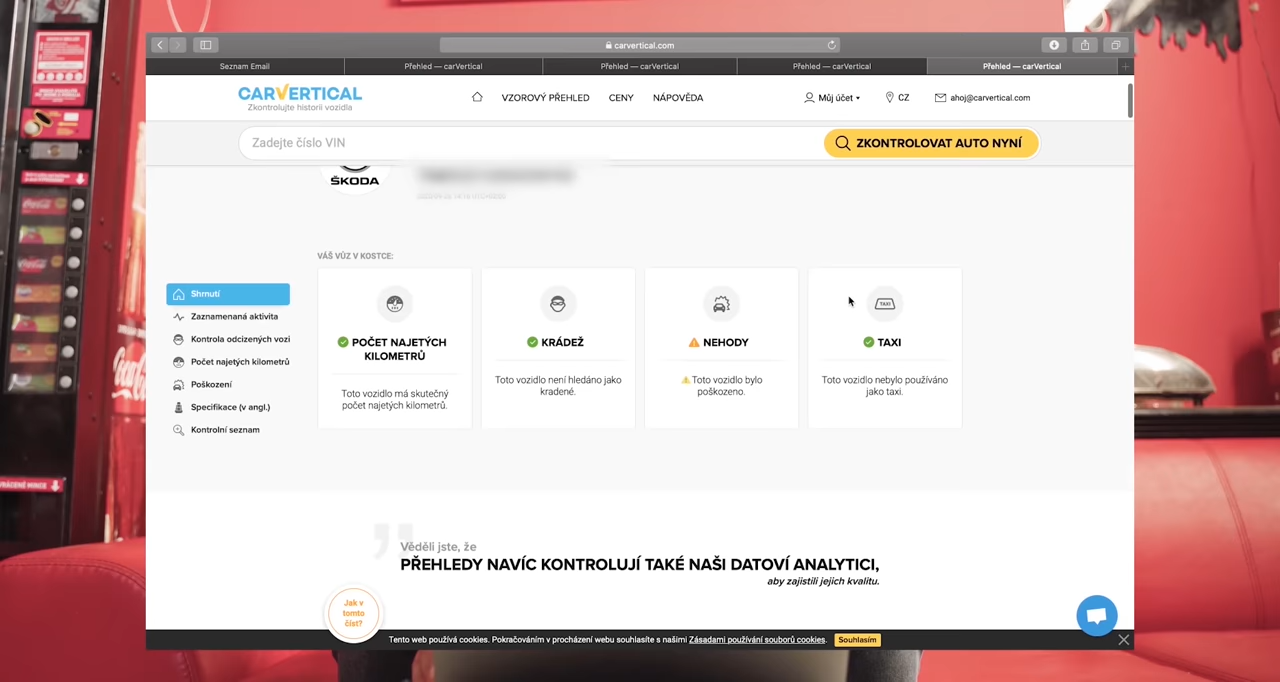 carvertical.com
Seznam Email
Přehled — carVertical
Přehled — carVertical
Přehled — carVertical
Přehled — carVertical
CARVERTICAL
Zkontrolujte historii vozidla
VZOROVÝ PŘEHLED
CENY
NÁPOVĚDA
Můj účet
CZ
ahoj@carvertical.com
Zadejte číslo VIN
ZKONTROLOVAT AUTO NYNÍ
ŠKODA
VÁŠ VŮZ V KOSTCE:
Shrnutí
Zaznamenaná aktivita
Kontrola odcizených vozi
Počet najetých kilometrů
Poškození
Specifikace (v angl.)
Kontrolní seznam
POČET NAJETÝCH
KILOMETRŮ
Toto vozidlo má skutečný
počet najetých kilometrů.
KRÁDEŽ
Toto vozidlo není hledáno jako
kradené.
NEHODY
Toto vozidlo bylo
poškozeno.
TAXI
TAXI
Toto vozidlo nebylo používáno
jako taxi.
Věděli jste, že
PŘEHLEDY NAVÍC KONTROLUJÍ TAKÉ NAŠI DATOVÍ ANALYTICI,
aby zajistili jejich kvalitu.
Jak v
tomto
číst?
Tento web používá cookies. Pokračováním v procházení webu souhlasíte s našimi Zásadami používání souborů cookies.
Souhlasím
VRÁCENÉ MINCE
Coca-Cola